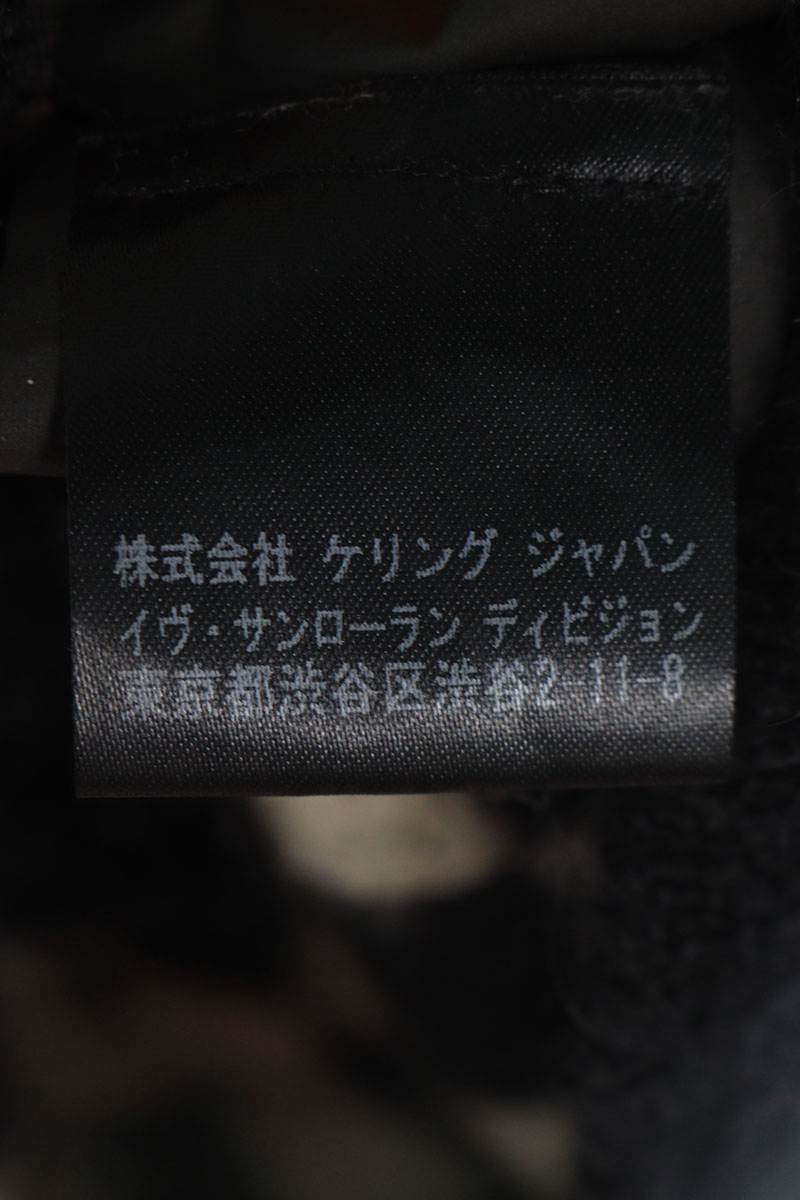 株式会社 ケリング ジャパン
イヴ・サンローラン ディビジョン
東京都渋谷区渋谷2-11-8